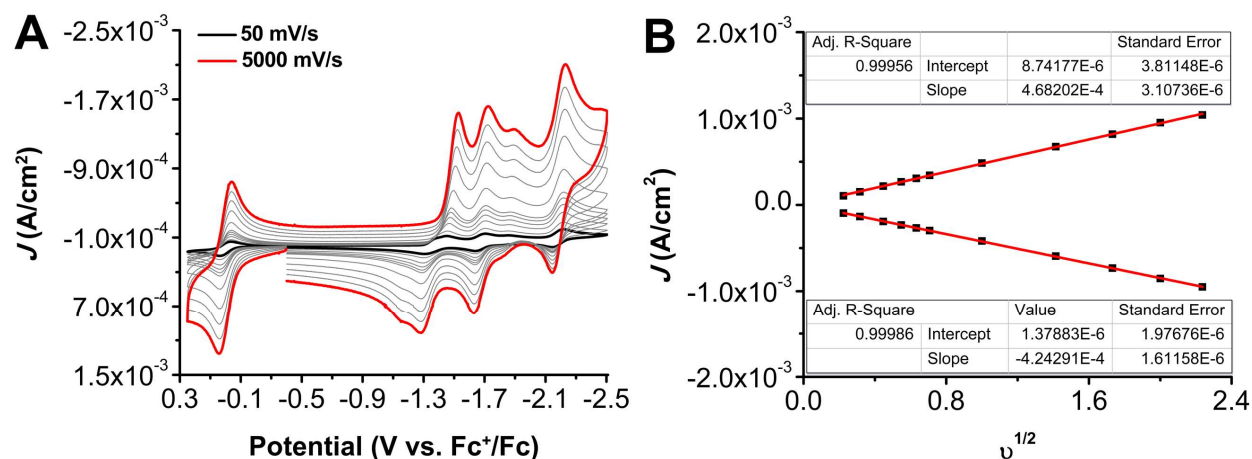 A
50 mV/s
5000 mV/s
J (A/cm²)
-2.5x10⁻³
-1.7x10⁻³
-9.0x10⁻⁴
-1.0x10⁻⁴
7.0x10⁻⁴
1.5x10⁻³
0.3 -0.1 -0.5 -0.9 -1.3 -1.7 -2.1 -2.5
Potential (V vs. Fc⁺/Fc)
B
J (A/cm²)
2.0x10⁻³
1.0x10⁻³
0.0
-1.0x10⁻³
-2.0x10⁻³
Adj. R-Square Standard Error
0.99956 Intercept 8.74177E-6 3.81148E-6
Slope 4.68202E-4 3.10736E-6
Adj. R-Square Value Standard Error
0.99986 Intercept 1.37883E-6 1.97676E-6
Slope -4.24291E-4 1.61158E-6
0.0 0.8 1.6 2.4
υ¹/²